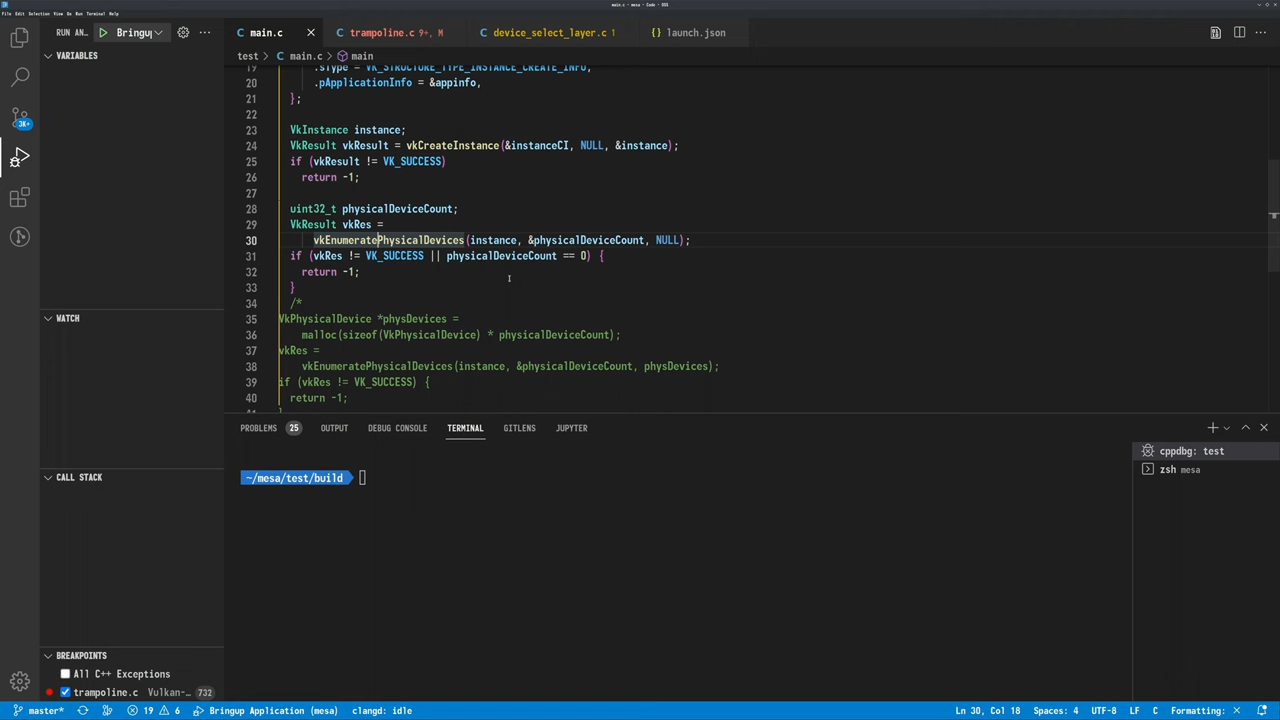 main.c - mesa - Code - OSS
File Edit Selection View Go Run Terminal Help
RUN AN...
Bringup
main.c
trampoline.c 9+, M
device_select_layer.c 1
launch.json
VARIABLES
test > main.c > main
19 .sType = VK_STRUCTURE_TYPE_INSTANCE_CREATE_INFO,
20 .pApplicationInfo = &appinfo,
21 };
22
23 VkInstance instance;
24 VkResult vkResult = vkCreateInstance(&instanceCI, NULL, &instance);
3K+
25 if (vkResult != VK_SUCCESS)
26 return -1;
27
28 uint32_t physicalDeviceCount;
29 VkResult vkRes =
30 vkEnumeratePhysicalDevices(instance, &physicalDeviceCount, NULL);
31 if (vkRes != VK_SUCCESS || physicalDeviceCount == 0) {
32 return -1;
33 }
34 /*
WATCH
35 VkPhysicalDevice *physDevices =
36 malloc(sizeof(VkPhysicalDevice) * physicalDeviceCount);
37 vkRes =
38 vkEnumeratePhysicalDevices(instance, &physicalDeviceCount, physDevices);
39 if (vkRes != VK_SUCCESS) {
40 return -1;
41 }
PROBLEMS 25 OUTPUT DEBUG CONSOLE TERMINAL GITLENS JUPYTER
cppdbg: test
zsh mesa
CALL STACK
~/mesa/test/build
BREAKPOINTS
All C++ Exceptions
trampoline.c Vulkan-... 732
master* 19 6 Bringup Application (mesa) clangd: idle
Ln 30, Col 18 Spaces: 4 UTF-8 LF C Formatting: ×